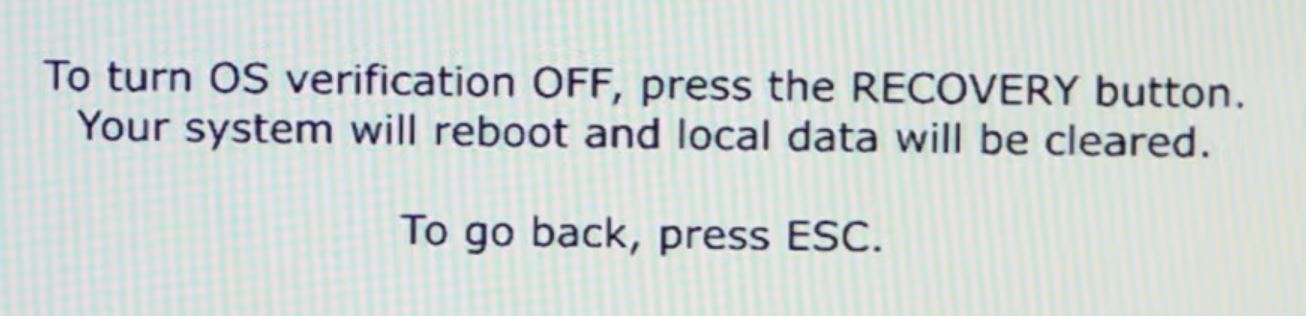 To turn OS verification OFF, press the RECOVERY button.
Your system will reboot and local data will be cleared.
To go back, press ESC.